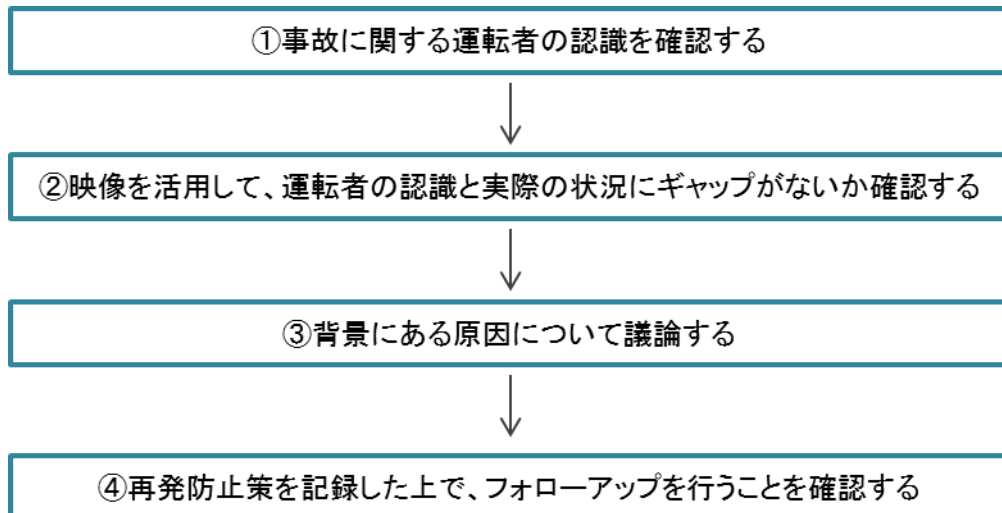 ①事故に関する運転者の認識を確認する
②映像を活用して、運転者の認識と実際の状況にギャップがないか確認する
③背景にある原因について議論する
④再発防止策を記録した上で、フォローアップを行うことを確認する